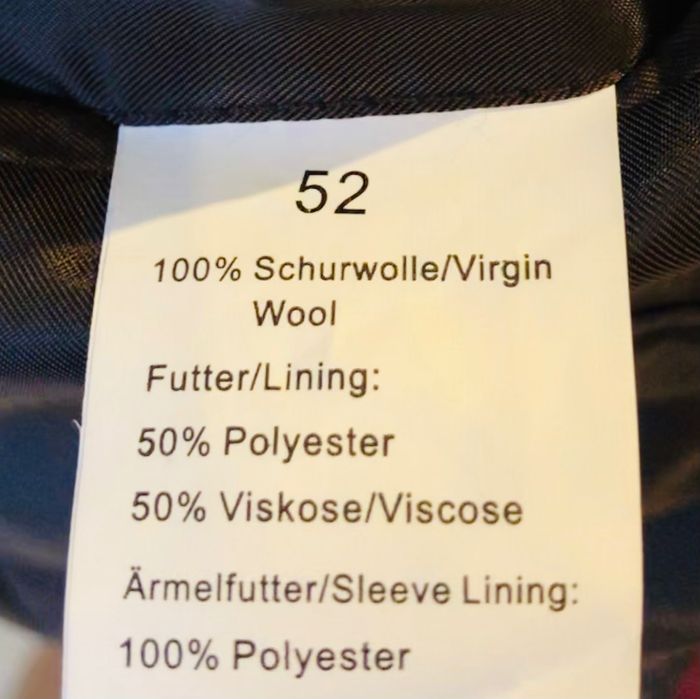 52
100% Schurwolle/Virgin
Wool
Futter/Lining:
50% Polyester
50% Viskose/Viscose
Ärmelfutter/Sleeve Lining:
100% Polyester